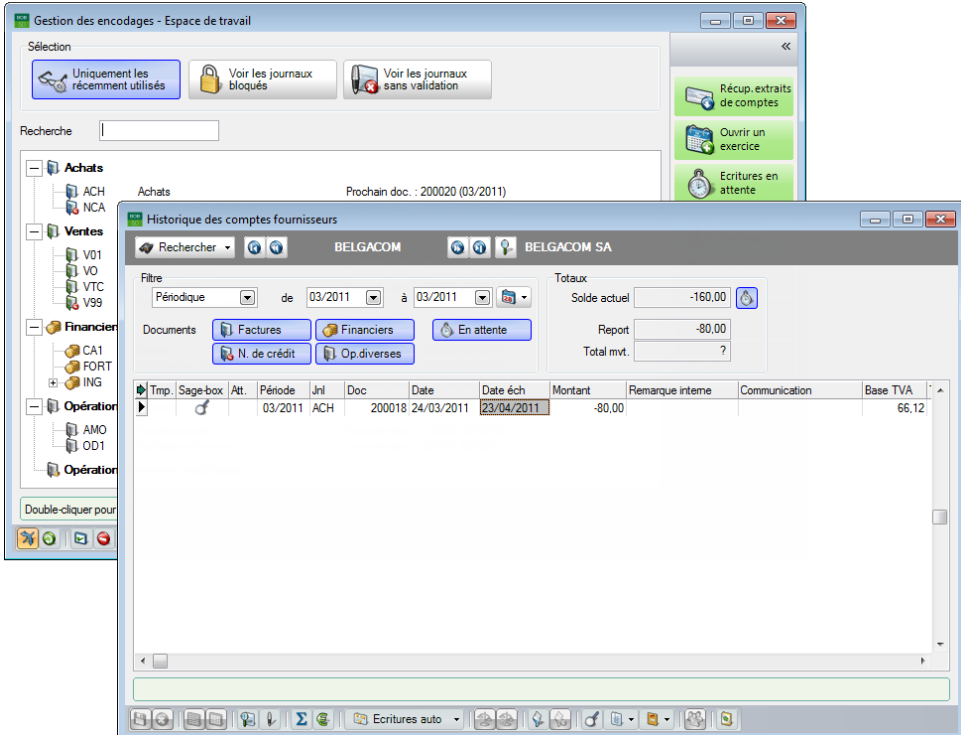 Gestion des encodages - Espace de travail
Sélection
Uniquement les récemment utilisés
Voir les journaux bloqués
Voir les journaux sans validation
Récup. extraits de comptes
Ouvrir un exercice
Ecritures en attente
Recherche
Achats
ACH Achats Prochain doc. : 200020 (03/2011)
NCA
Ventes
V01
VO
VTC
V99
Financier
CA1
FORT
ING
Opération
AMO
OD1
Opération
Double-cliquer pour
Historique des comptes fournisseurs
Rechercher BELGACOM BELGACOM SA
Filtre
Périodique de 03/2011 à 03/2011
Documents Factures Financiers En attente
N. de crédit Op.diverses
Totaux
Solde actuel -160,00
Report -80,00
Total mvt. ?
Tmp. Sage-box Att. Période Jnl Doc Date Date éch Montant Remarque interne Communication Base TVA
03/2011 ACH 200018 24/03/2011 23/04/2011 -80,00 66,12
Ecritures auto